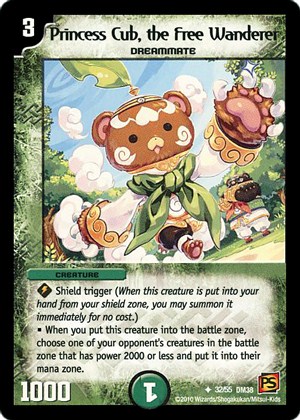 3
Princess Cub, the Free Wanderer
DREAMMATE
CREATURE
Shield trigger (When this creature is put into your
hand from your shield zone, you may summon it
immediately for no cost.)
▪ When you put this creature into the battle zone,
choose one of your opponent's creatures in the
battle zone that has power 2000 or less and put it into their
mana zone.
1000
1
32/55 DM38
©2010 Wizards/Shogakukan/Mitsui-Kids
PS